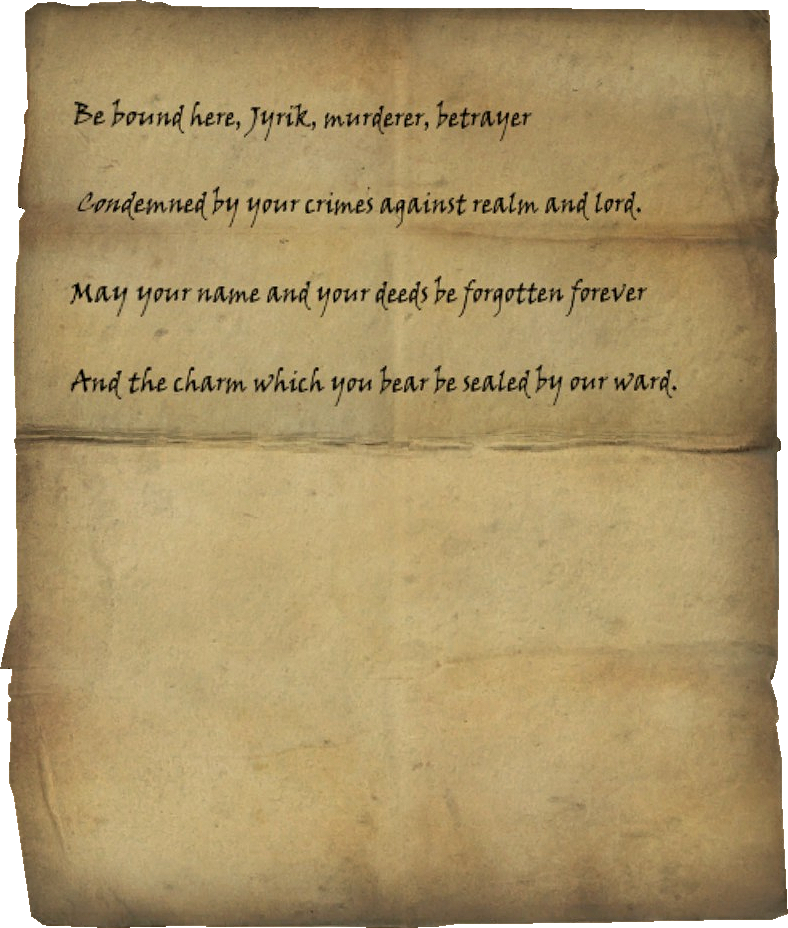 Be bound here, Jyrik, murderer, betrayer
Condemned by your crimes against realm and lord.
May your name and your deeds be forgotten forever
And the charm which you bear be sealed by our ward.